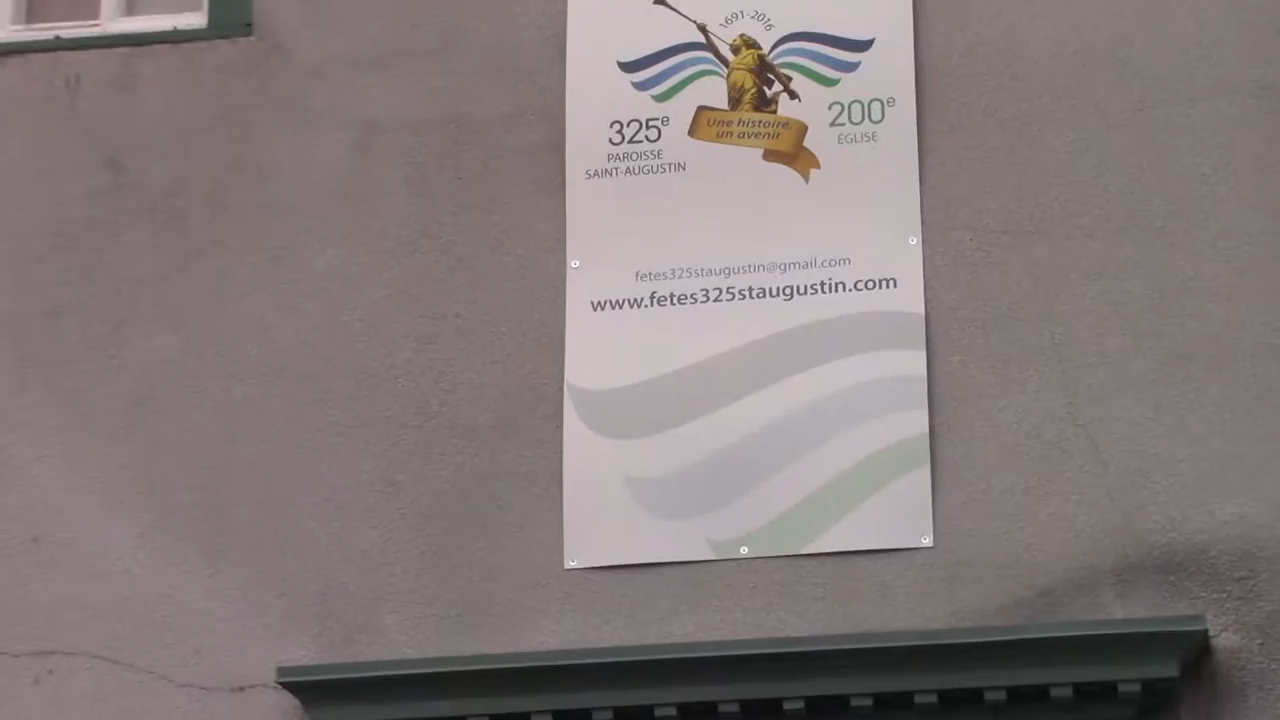 1691-2016
325e
PAROISSE
SAINT-AUGUSTIN
Une histoire,
un avenir
200e
ÉGLISE
fetes325staugustin@gmail.com
www.fetes325staugustin.com